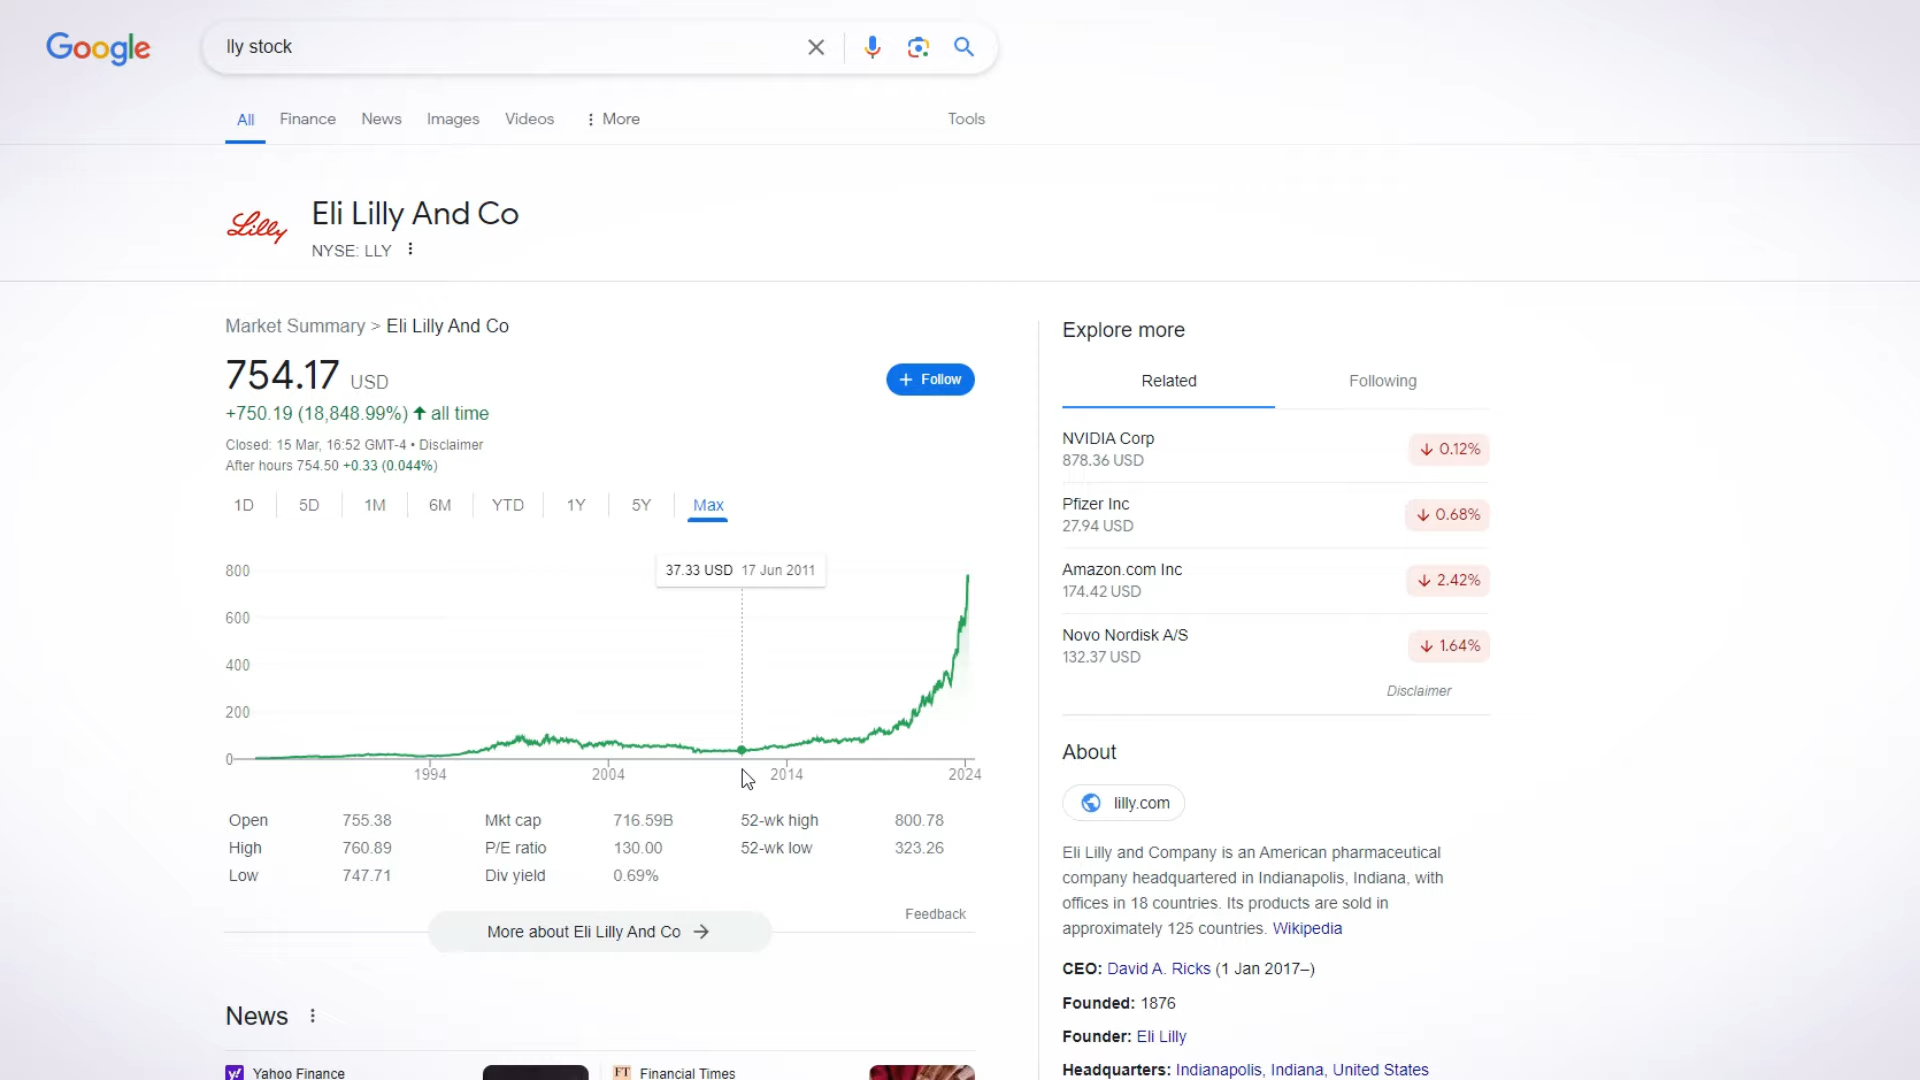 Google
lly stock
All Finance News Images Videos More Tools
Lilly
Eli Lilly And Co
NYSE: LLY
Market Summary > Eli Lilly And Co
754.17 USD
+ Follow
+750.19 (18,848.99%) all time
Closed: 15 Mar, 16:52 GMT-4 • Disclaimer
After hours 754.50 +0.33 (0.044%)
1D 5D 1M 6M YTD 1Y 5Y Max
37.33 USD 17 Jun 2011
800
600
400
200
0
1994 2004 2014 2024
Open 755.38 Mkt cap 716.59B 52-wk high 800.78
High 760.89 P/E ratio 130.00 52-wk low 323.26
Low 747.71 Div yield 0.69%
Feedback
More about Eli Lilly And Co
News
Yahoo Finance
FT Financial Times
Explore more
Related Following
NVIDIA Corp
878.36 USD
0.12%
Pfizer Inc
27.94 USD
0.68%
Amazon.com Inc
174.42 USD
2.42%
Novo Nordisk A/S
132.37 USD
1.64%
Disclaimer
About
lilly.com
Eli Lilly and Company is an American pharmaceutical
company headquartered in Indianapolis, Indiana, with
offices in 18 countries. Its products are sold in
approximately 125 countries. Wikipedia
CEO: David A. Ricks (1 Jan 2017–)
Founded: 1876
Founder: Eli Lilly
Headquarters: Indianapolis, Indiana, United States